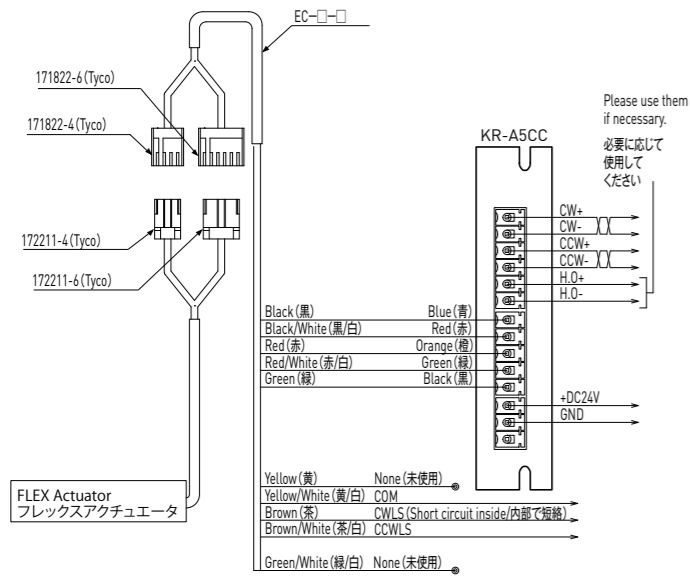 EC-□-□
171822-6(Tyco)
171822-4(Tyco)
172211-4(Tyco)
172211-6(Tyco)
Please use them
if necessary.
必要に応じて
使用して
ください
KR-A5CC
CW+
CW-
CCW+
CCW-
H.O+
H.O-
Black(黒) Blue(青)
Black/White(黒/白) Red(赤)
Red(赤) Orange(橙)
Red/White(赤/白) Green(緑)
Green(緑) Black(黒)
+DC24V
GND
Yellow(黄) None(未使用)
Yellow/White(黄/白) COM
Brown(茶) CWLS(Short circuit inside/内部で短絡)
Brown/White(茶/白) CCWLS
Green/White(緑/白) None(未使用)
FLEX Actuator
フレックスアクチュエータ